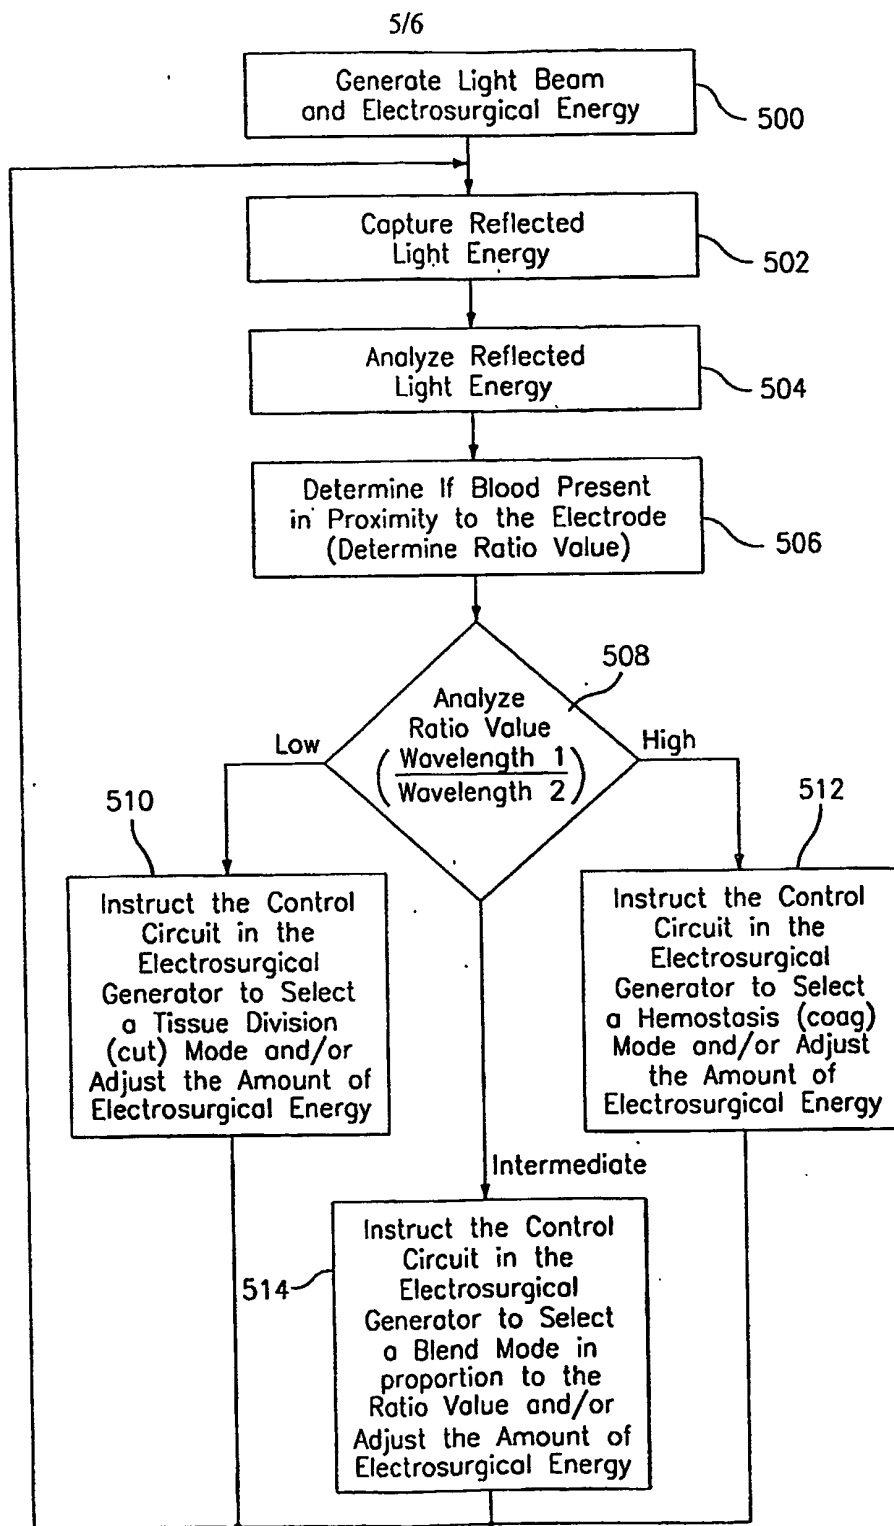 5/6
Generate Light Beam
and Electrosurgical Energy
500
Capture Reflected
Light Energy
502
Analyze Reflected
Light Energy
504
Determine If Blood Present
in Proximity to the Electrode
(Determine Ratio Value)
506
508
Analyze
Ratio Value
(Wavelength 1
Wavelength 2)
Low
High
510
Instruct the Control
Circuit in the
Electrosurgical
Generator to Select
a Tissue Division
(cut) Mode and/or
Adjust the Amount of
Electrosurgical Energy
512
Instruct the Control
Circuit in the
Electrosurgical
Generator to Select
a Hemostasis (coag)
Mode and/or Adjust
the Amount of
Electrosurgical Energy
Intermediate
514
Instruct the Control
Circuit in the
Electrosurgical
Generator to Select
a Blend Mode in
proportion to the
Ratio Value and/or
Adjust the Amount of
Electrosurgical Energy